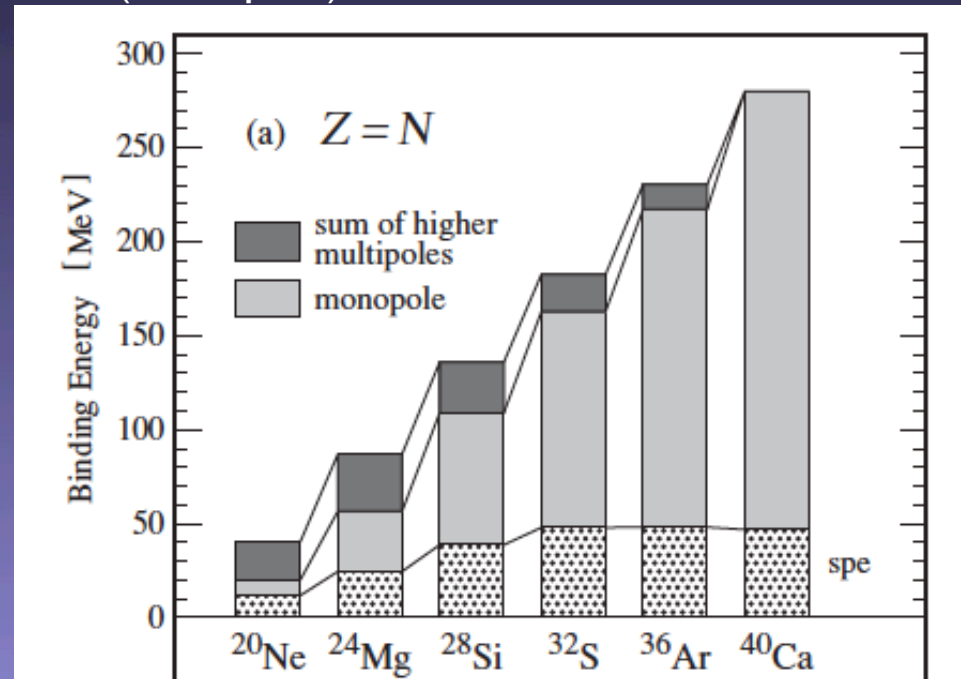 300
250
200
150
100
50
0
Binding Energy [MeV]
(a) Z = N
sum of higher
multipoles
monopole
spe
²⁰Ne ²⁴Mg ²⁸Si ³²S ³⁶Ar ⁴⁰Ca